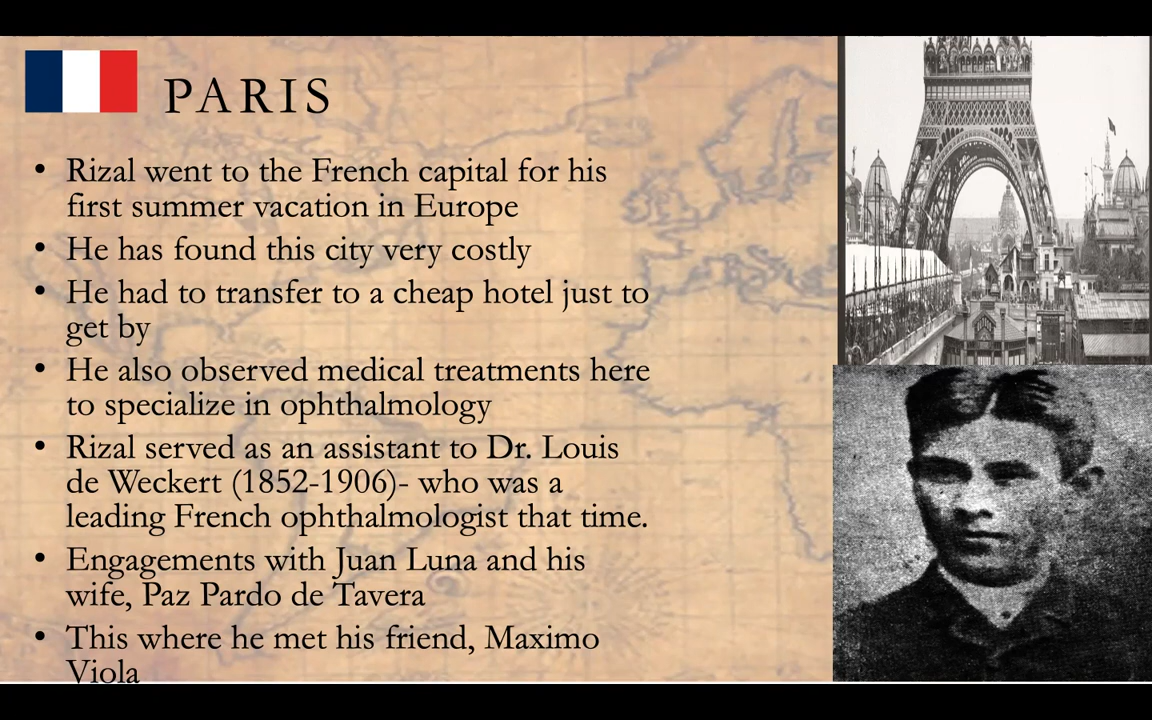 PARIS
• Rizal went to the French capital for his
first summer vacation in Europe
• He has found this city very costly
• He had to transfer to a cheap hotel just to
get by
• He also observed medical treatments here
to specialize in ophthalmology
• Rizal served as an assistant to Dr. Louis
de Weckert (1852-1906)- who was a
leading French ophthalmologist that time.
• Engagements with Juan Luna and his
wife, Paz Pardo de Tavera
• This where he met his friend, Maximo
Viola